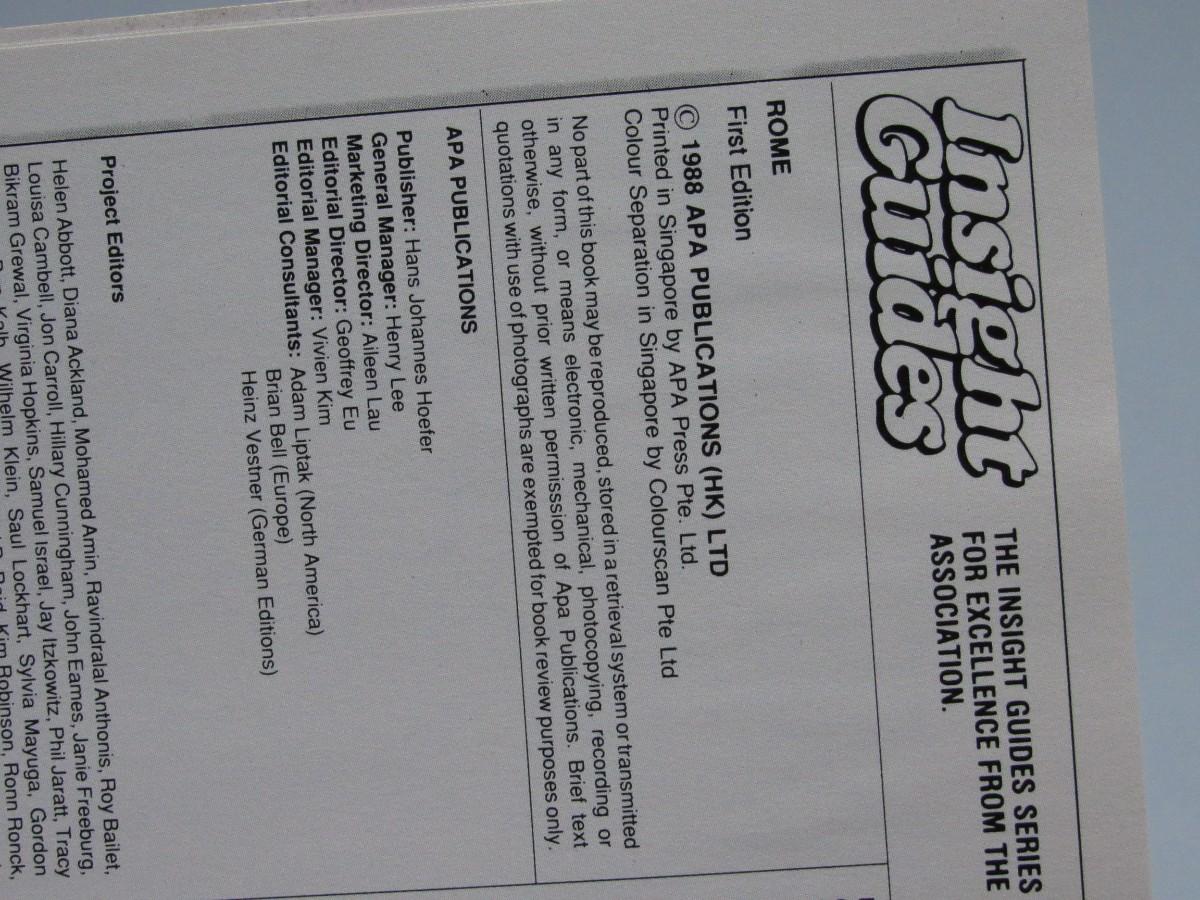 Insight
Guides
THE INSIGHT GUIDES SERIES
FOR EXCELLENCE FROM THE
ASSOCIATION.
ROME
First Edition
© 1988 APA PUBLICATIONS (HK) LTD
Printed in Singapore by APA Press Pte. Ltd.
Colour Separation in Singapore by Colourscan Pte Ltd
No part of this book may be reproduced, stored in a retrieval system or transmitted
in any form, or means electronic, mechanical, photocopying, recording or
otherwise, without prior written permisssion of Apa Publications. Brief text
quotations with use of photographs are exempted for book review purposes only.
APA PUBLICATIONS
Publisher: Hans Johannes Hoefer
General Manager: Henry Lee
Marketing Director: Aileen Lau
Editorial Director: Geoffrey Eu
Editorial Manager: Vivien Kim
Editorial Consultants: Adam Liptak (North America)
Brian Bell (Europe)
Heinz Vestner (German Editions)
Project Editors
Helen Abbott, Diana Ackland, Mohamed Amin, Ravindralal Anthonis, Roy Bailet,
Louisa Cambell, Jon Carroll, Hillary Cunningham, John Eames, Janie Freeburg,
Bikram Grewal, Virginia Hopkins, Samuel Israel, Jay Itzkowitz, Phil Jaratt, Tracy
Kolb, Wilhelm Klein, Saul Lockhart, Sylvia Mayuga, Gordon
Reid, Kim Robinson, Ronn Ronck,